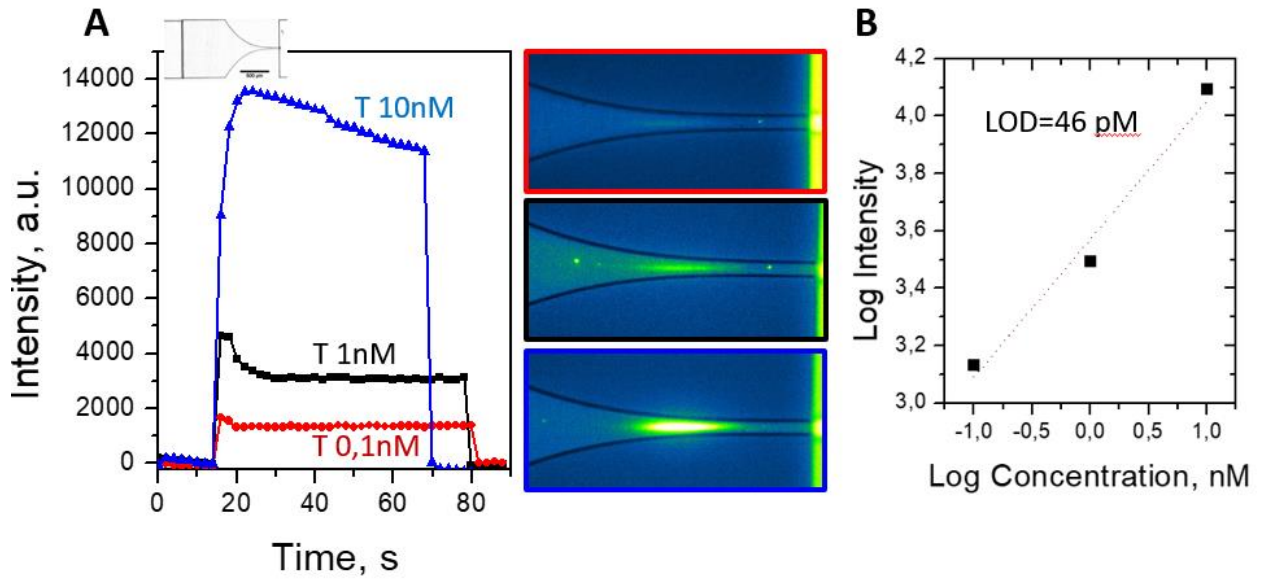 A
600 µm
14000
12000
10000
8000
6000
4000
2000
0
Intensity, a.u.
T 10nM
T 1nM
T 0,1nM
0 20 40 60 80
Time, s
B
4,2
4,0
3,8
3,6
3,4
3,2
3,0
Log Intensity
LOD=46 pM
-1,0 -0,5 0,0 0,5 1,0
Log Concentration, nM